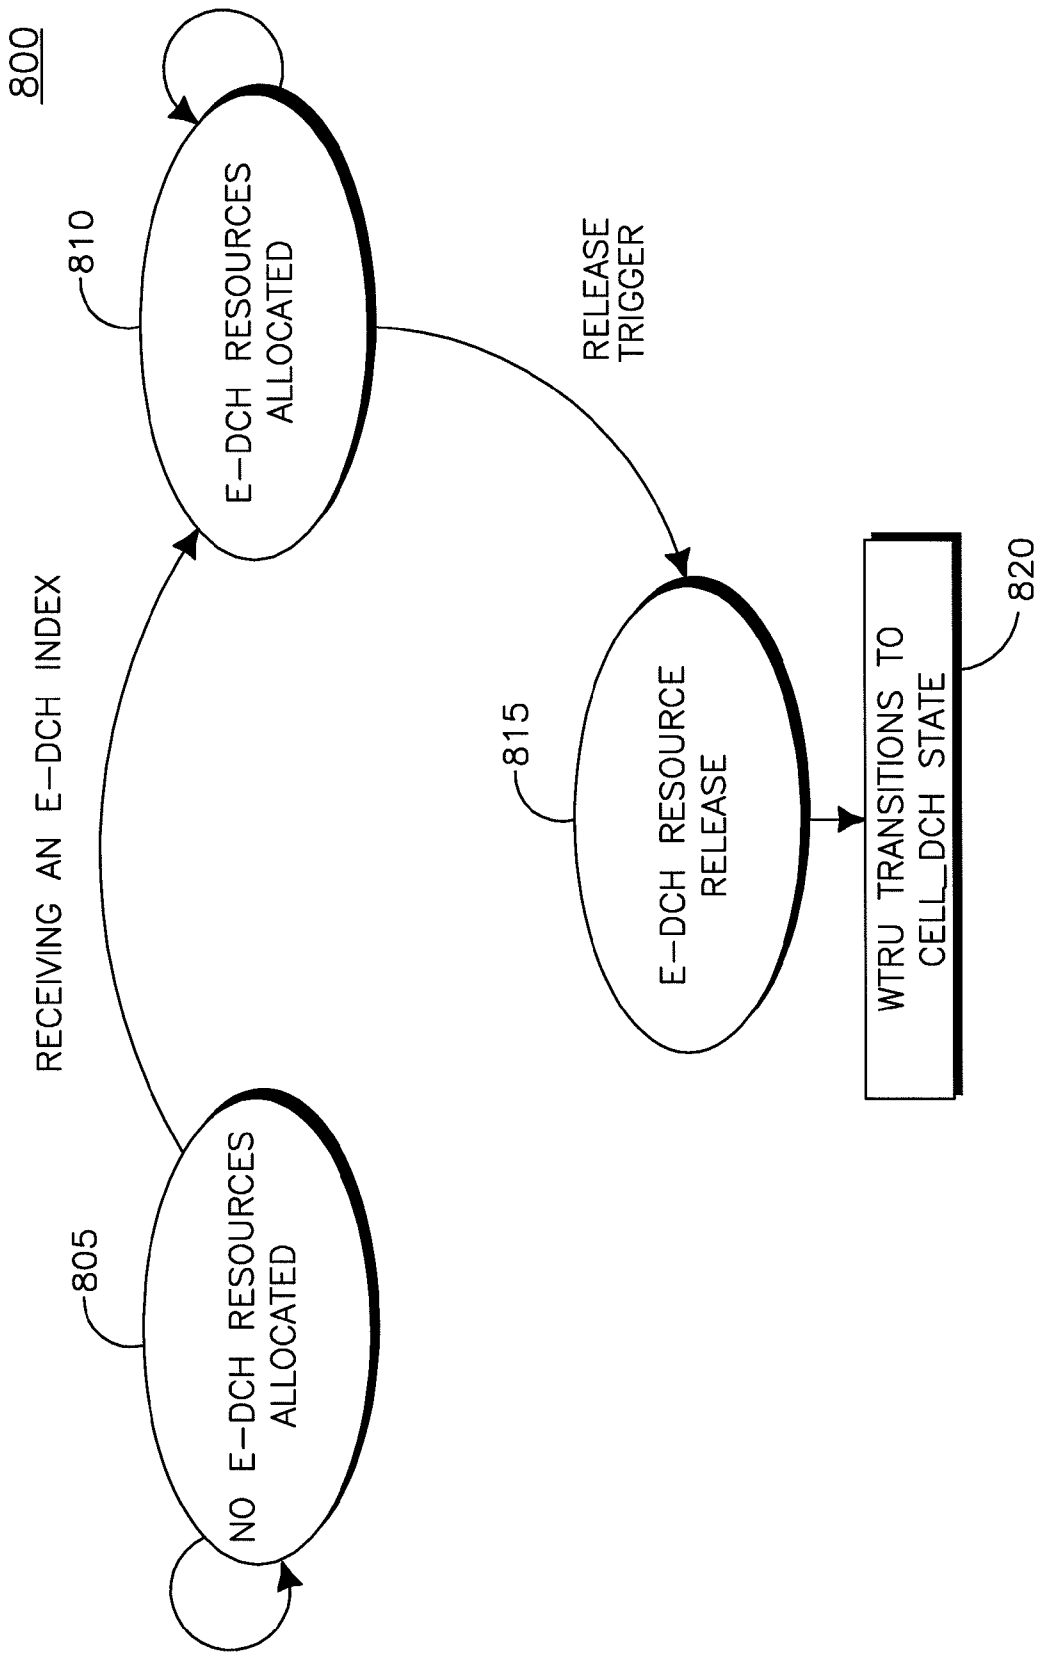 800
RECEIVING AN E-DCH INDEX
805
NO E-DCH RESOURCES
ALLOCATED
810
E-DCH RESOURCES
ALLOCATED
RELEASE
TRIGGER
815
E-DCH RESOURCE
RELEASE
WTRU TRANSITIONS TO
CELL_DCH STATE
820